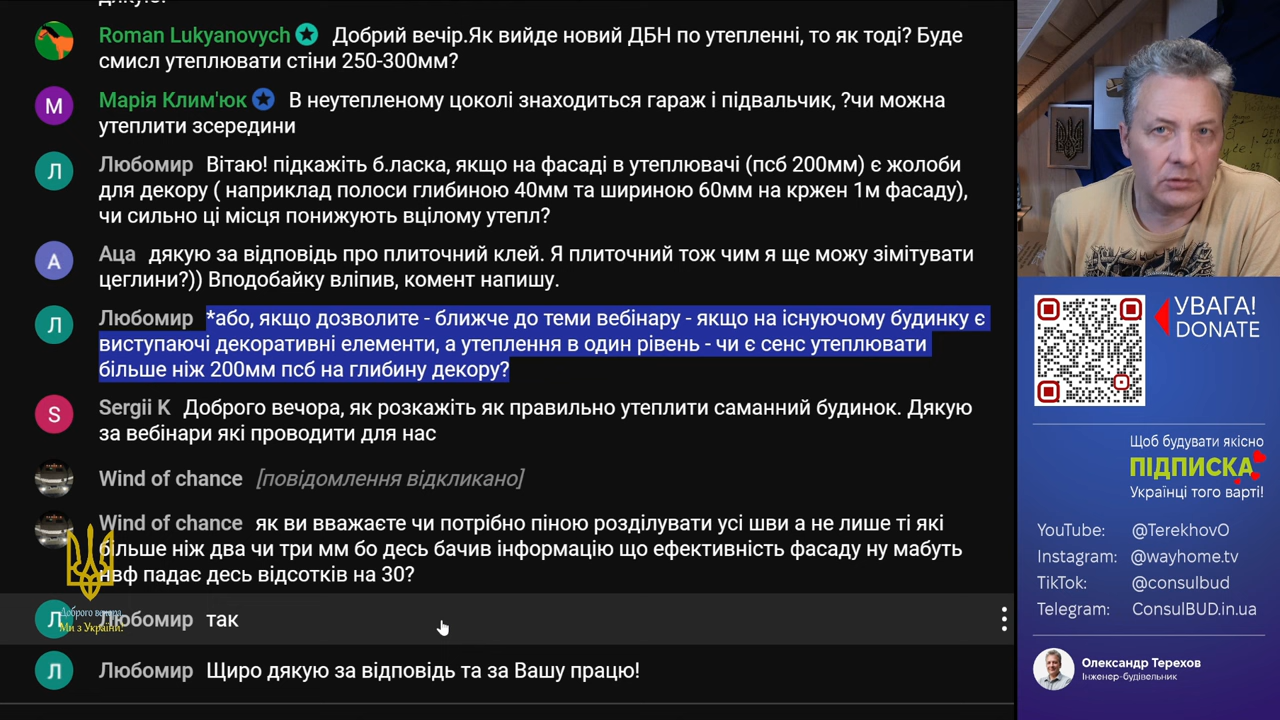 Roman Lukyanovych Добрий вечір.Як вийде новий ДБН по утепленні, то як тоді? Буде
смисл утеплювати стіни 250-300мм?
М Марія Клим'юк В неутепленому цоколі знаходиться гараж і підвальчик, ?чи можна
утеплити зсередини
Л Любомир Вітаю! підкажіть б.ласка, якщо на фасаді в утеплювачі (псб 200мм) є жолоби
для декору ( наприклад полоси глибиною 40мм та шириною 60мм на кржен 1м фасаду),
чи сильно ці місця понижують вцілому утепл?
А Аца дякую за відповідь про плиточний клей. Я плиточний тож чим я ще можу зімітувати
цеглини?)) Вподобайку вліпив, комент напишу.
Л Любомир *або, якщо дозволите - ближче до теми вебінару - якщо на існуючому будинку є
виступаючі декоративні елементи, а утеплення в один рівень - чи є сенс утеплювати
більше ніж 200мм псб на глибину декору?
S Sergii K Доброго вечора, як розкажіть як правильно утеплити саманний будинок. Дякую
за вебінари які проводити для нас
Wind of chance [повідомлення відкликано]
Wind of chance як ви вважаєте чи потрібно піною розділувати усі шви а не лише ті які
більше ніж два чи три мм бо десь бачив інформацію що ефективність фасаду ну мабуть
нвф падає десь відсотків на 30?
Л Любомир так
Доброго вечора
Ми з України!
Л Любомир Щиро дякую за відповідь та за Вашу працю!
УВАГА!
DONATE
Щоб будувати якісно
ПІДПИСКА
Українці того варті!
YouTube: @TerekhovO
Instagram: @wayhome.tv
TikTok: @consulbud
Telegram: ConsulBUD.in.ua
Олександр Терехов
Інженер-будівельник